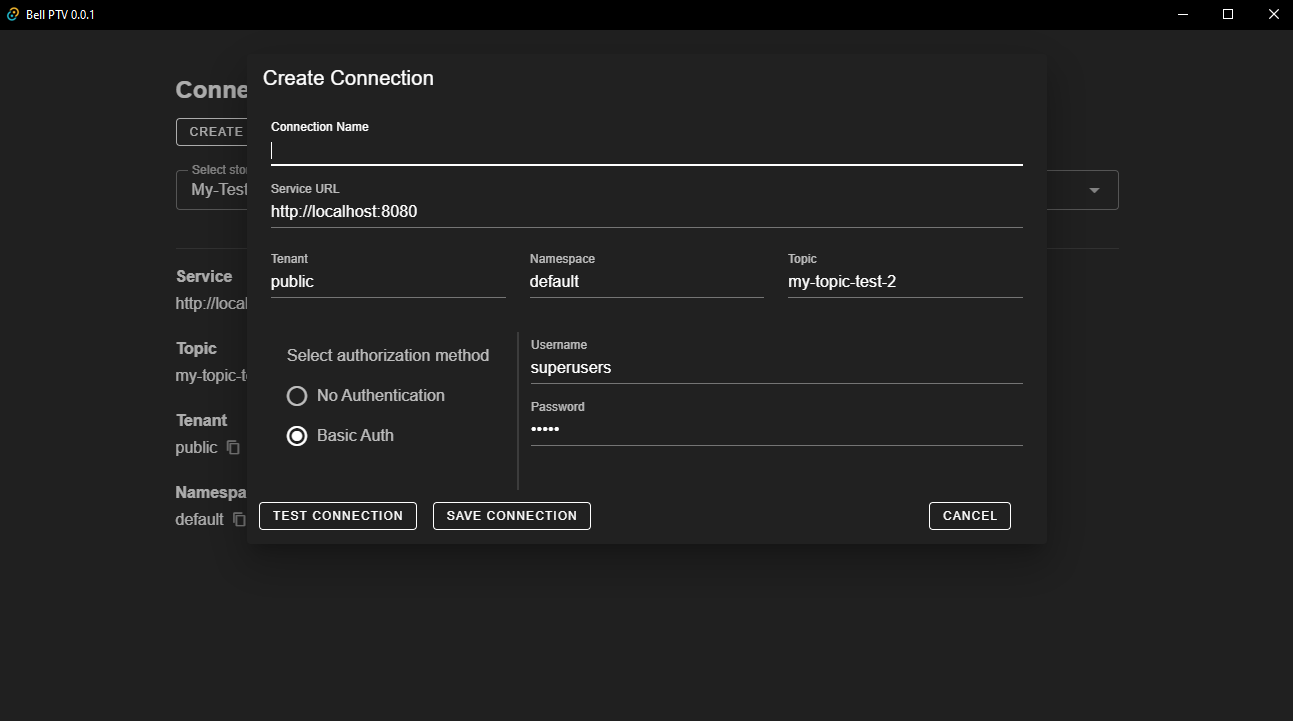 Bell PTV 0.0.1
Conne
CREATE
Select sto
My-Test
Service
http://local
Topic
my-topic-t
Tenant
public
Namespa
default
Create Connection
Connection Name
Service URL
http://localhost:8080
Tenant Namespace Topic
public default my-topic-test-2
Select authorization method
No Authentication
Basic Auth
Username
superusers
Password
•••••
TEST CONNECTION SAVE CONNECTION CANCEL